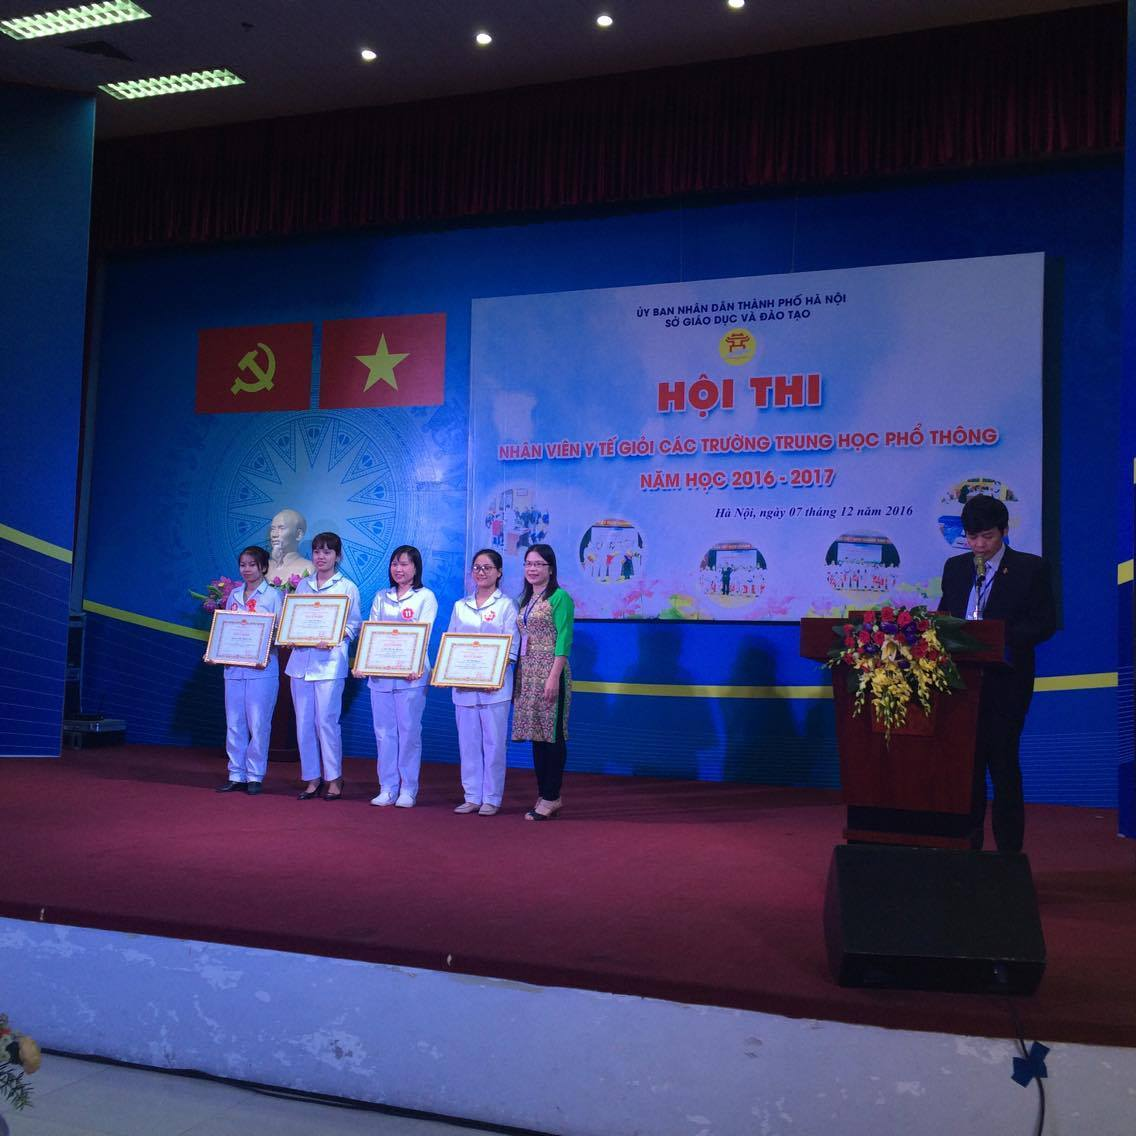 ỦY BAN NHÂN DÂN THÀNH PHỐ HÀ NỘI
SỞ GIÁO DỤC VÀ ĐÀO TẠO
HỘI THI
NHÂN VIÊN Y TẾ GIỎI CÁC TRƯỜNG TRUNG HỌC PHỔ THÔNG
NĂM HỌC 2016 - 2017
Hà Nội, ngày 07 tháng 12 năm 2016
11